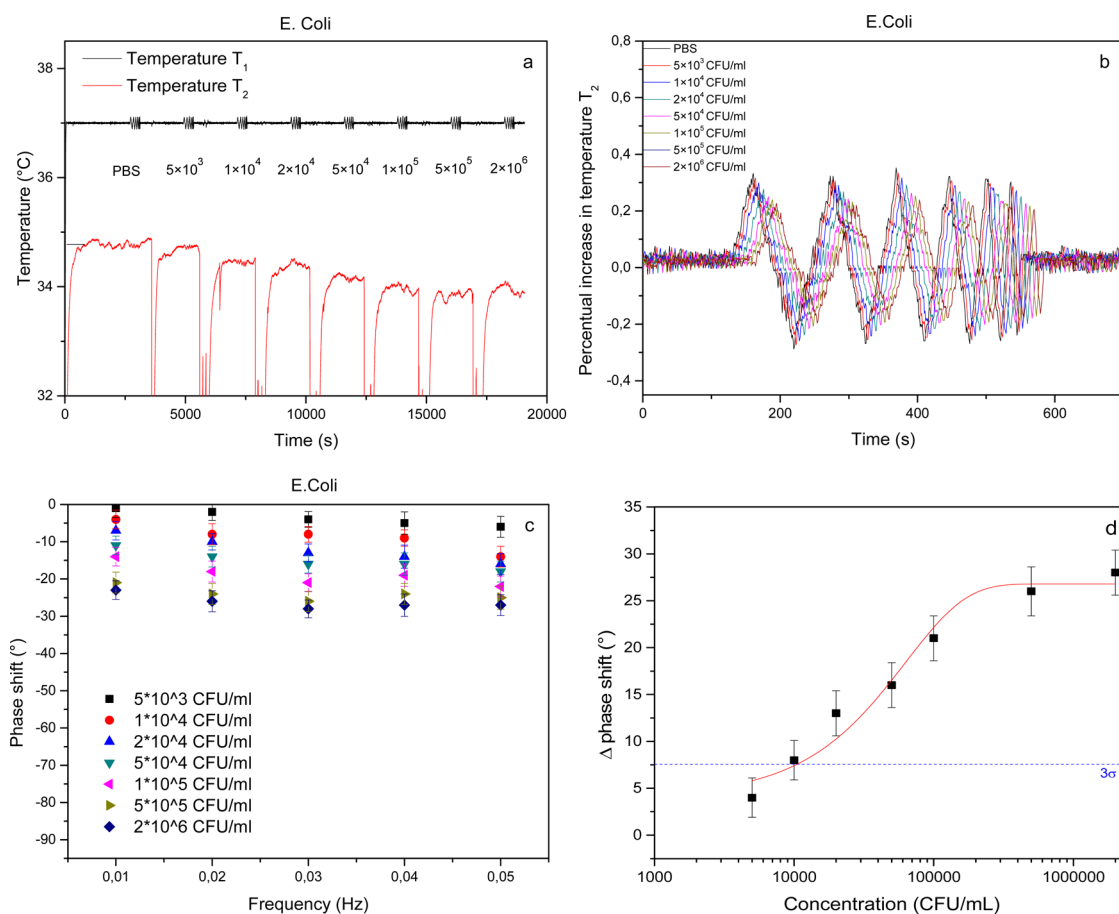 E. Coli
Temperature T₁
Temperature T₂
a
38
36
34
32
Temperature (°C)
PBS 5×10³ 1×10⁴ 2×10⁴ 5×10⁴ 1×10⁵ 5×10⁵ 2×10⁶
0 5000 10000 15000 20000
Time (s)
E.Coli
PBS
5×10³ CFU/ml
1×10⁴ CFU/ml
2×10⁴ CFU/ml
5×10⁴ CFU/ml
1×10⁵ CFU/ml
5×10⁵ CFU/ml
2×10⁶ CFU/ml
b
0,8
0,6
0,4
0,2
0,0
-0,2
-0,4
Percentual increase in temperature T₂
0 200 400 600
Time (s)
E.Coli
c
0
-10
-20
-30
-40
-50
-60
-70
-80
-90
Phase shift (°)
5*10^3 CFU/ml
1*10^4 CFU/ml
2*10^4 CFU/ml
5*10^4 CFU/ml
1*10^5 CFU/ml
5*10^5 CFU/ml
2*10^6 CFU/ml
0,01 0,02 0,03 0,04 0,05
Frequency (Hz)
d
35
30
25
20
15
10
5
0
Δ phase shift (°)
3σ
1000 10000 100000 1000000
Concentration (CFU/mL)